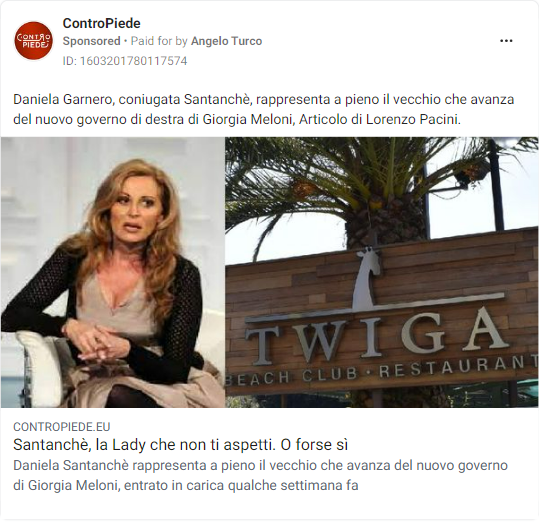 CONTRO
PIEDE
ControPiede
Sponsored • Paid for by Angelo Turco
ID: 1603201780117574
Daniela Garnero, coniugata Santanchè, rappresenta a pieno il vecchio che avanza
del nuovo governo di destra di Giorgia Meloni, Articolo di Lorenzo Pacini.
TWIGA
BEACH CLUB · RESTAURANT
CONTROPIEDE.EU
Santanchè, la Lady che non ti aspetti. O forse sì
Daniela Santanchè rappresenta a pieno il vecchio che avanza del nuovo governo
di Giorgia Meloni, entrato in carica qualche settimana fa